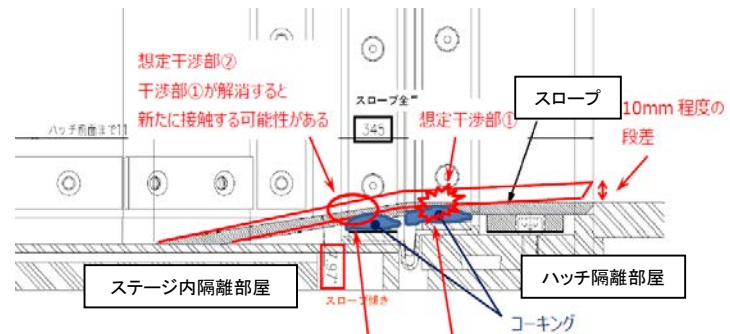 想定干渉部②
干渉部①が解消すると
新たに接触する可能性がある
スロープ全
345
想定干渉部①
スロープ
10mm 程度の
段差
ハッチ前面まで11
ステージ内隔離部屋
スロープ傾き
ハッチ隔離部屋
コーキング